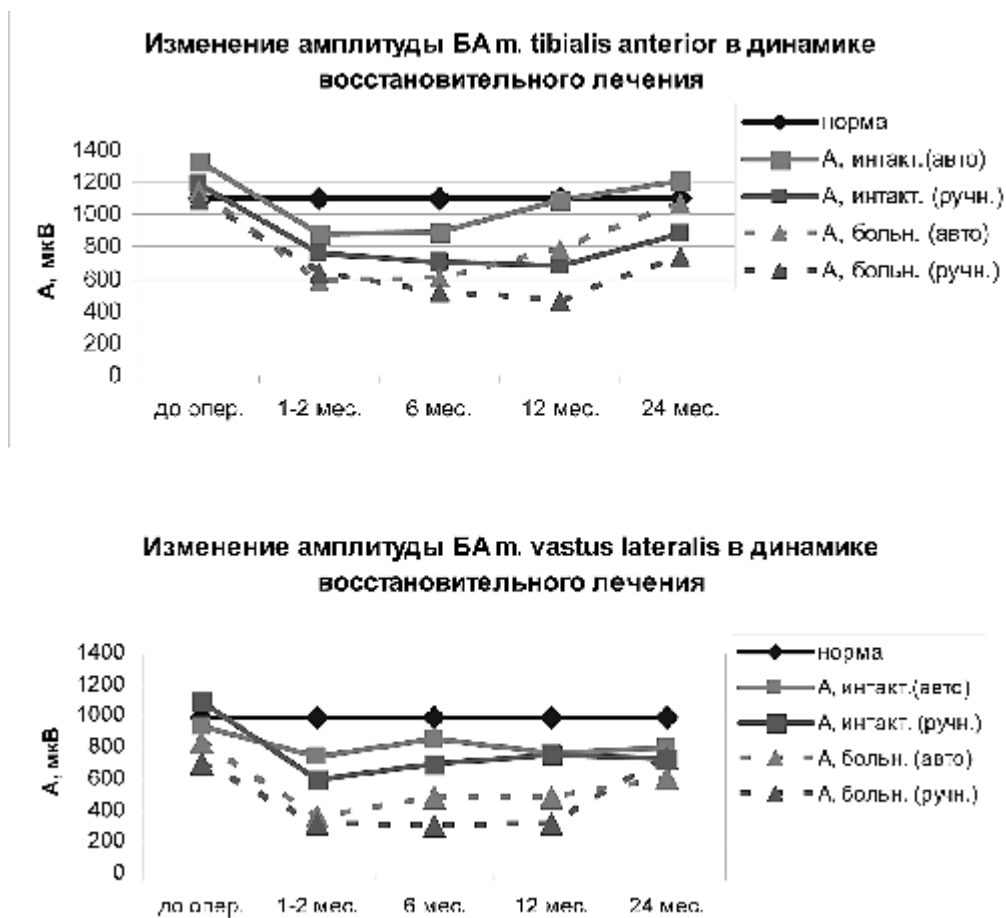 Изменение амплитуды БА m. tibialis anterior в динамике
восстановительного лечения
норма
А, интакт.(авто)
А, интакт. (ручн.)
А, больн. (авто)
А, больн. (ручн.)
А, мкВ
1400
1200
1000
800
600
400
200
0
до опер.
1-2 мес.
6 мес.
12 мес.
24 мес.
Изменение амплитуды БА m. vastus lateralis в динамике
восстановительного лечения
норма
А, интакт.(авто)
А, интакт. (ручн.)
А, больн. (авто)
А, больн. (ручн.)
А, мкВ
1400
1200
1000
800
600
400
200
0
до опер.
1-2 мес.
6 мес.
12 мес.
24 мес.